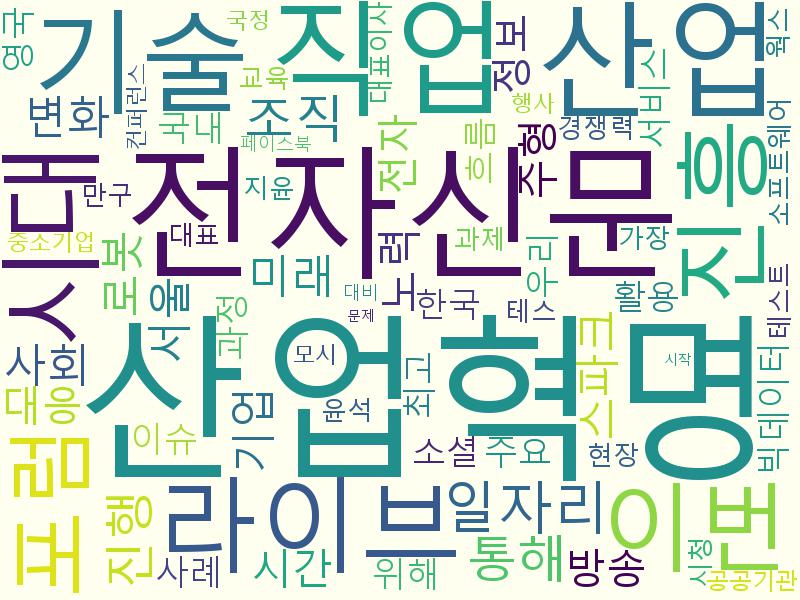 영국
기술
국정
직업
대표이사
정보
산업
웍스
변화
컨퍼런스
국내
교육
조직
페이스북
전자
흐름
행사
주형
경쟁력
서비스
진흥
소프트웨어
시대
만구
전자신문
지윤
대표
중소기업
로봇
서울
미래
노력
과제
우리
가장
한국
대비
문제
테스
활용
테스트
과정
산업혁명
모시
시작
사회
대응
기업
윤석
최고
스파크
빅데이터
이슈
소셜
주요
현장
포럼
진행
라이브
일자리
이번
사례
시간
위해
통해
방송
시청
공공기관